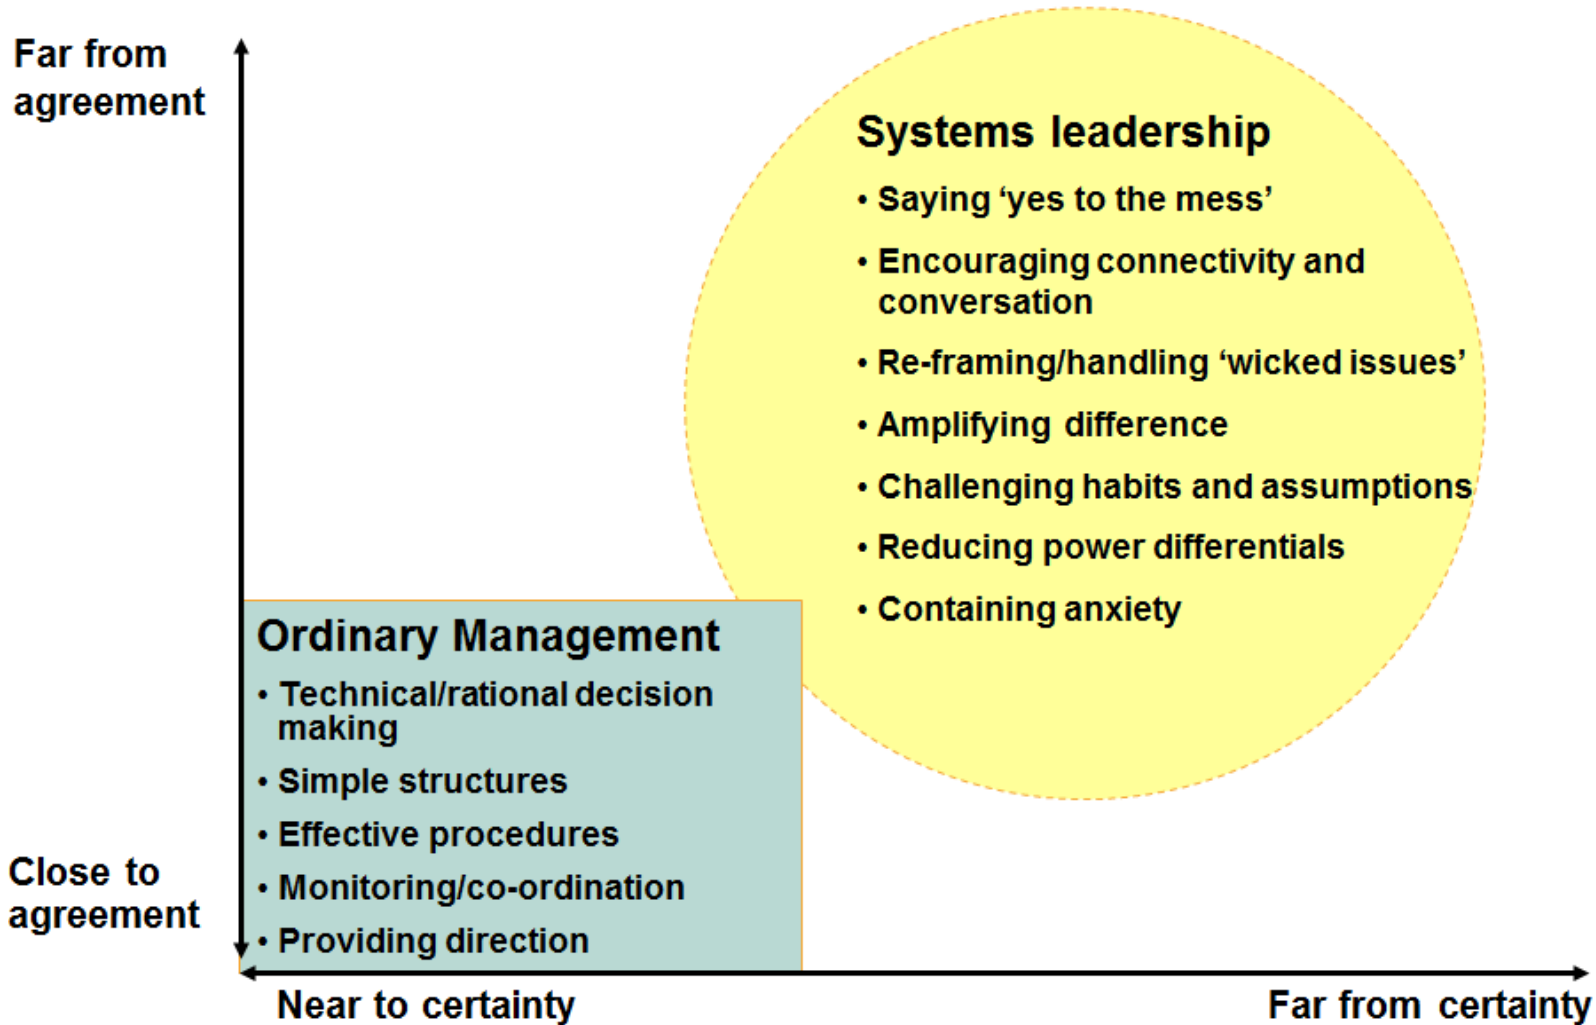 Far from
agreement
Systems leadership
• Saying ‘yes to the mess’
• Encouraging connectivity and
conversation
• Re-framing/handling ‘wicked issues’
• Amplifying difference
• Challenging habits and assumptions
• Reducing power differentials
• Containing anxiety
Ordinary Management
• Technical/rational decision
making
• Simple structures
• Effective procedures
• Monitoring/co-ordination
• Providing direction
Close to
agreement
Near to certainty
Far from certainty